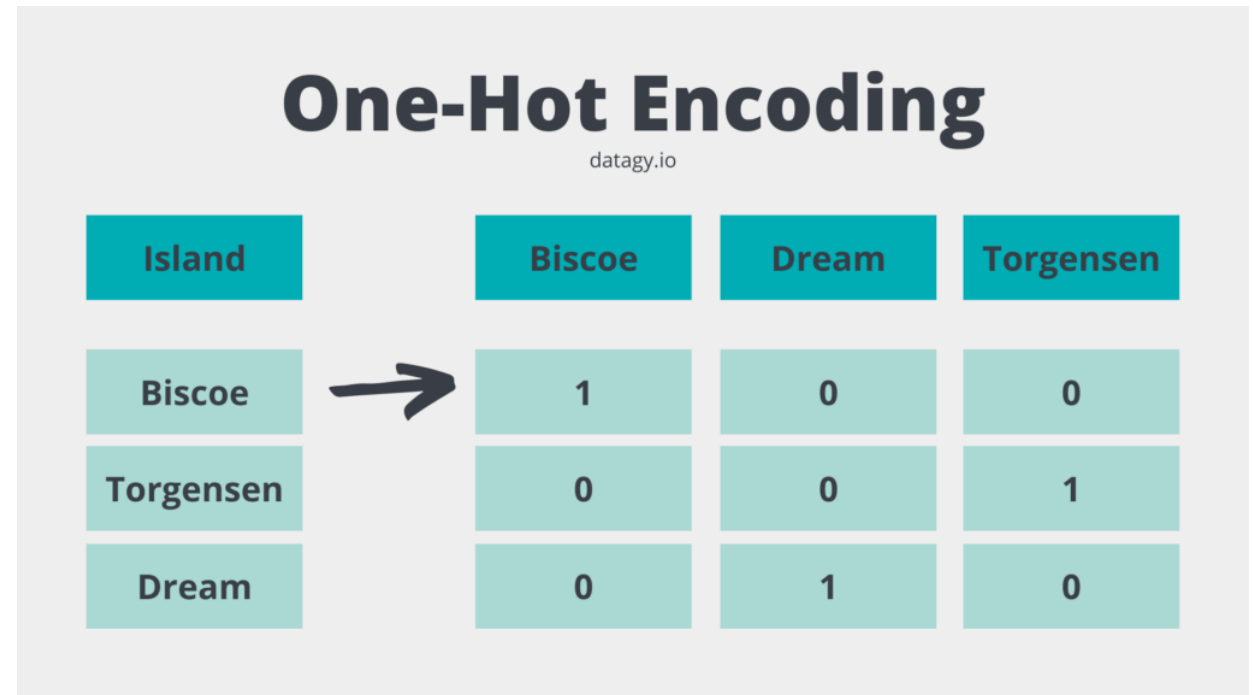 One-Hot Encoding
datagy.io
Island Biscoe Dream Torgensen
Biscoe 1 0 0
Torgensen 0 0 1
Dream 0 1 0